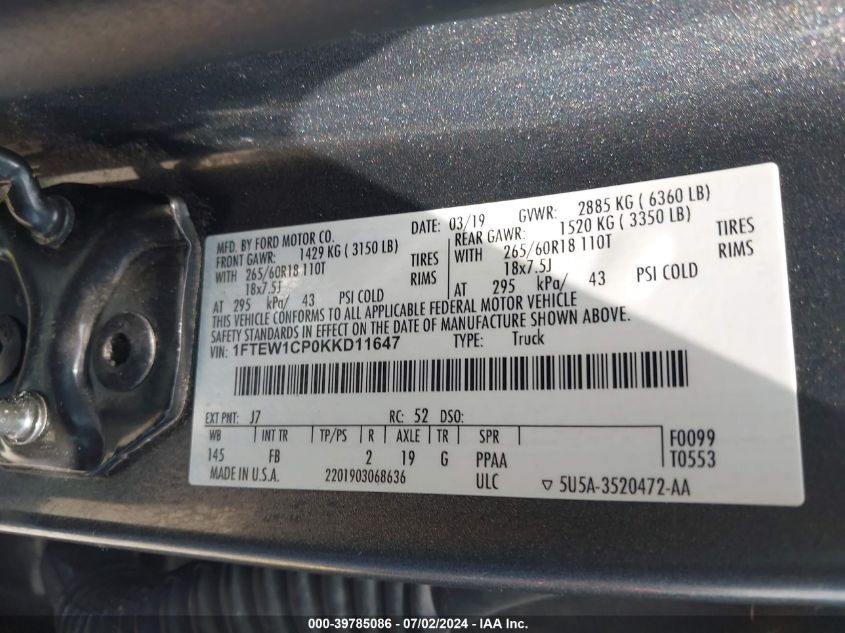 MFD. BY FORD MOTOR CO.
DATE: 03/19 GVWR: 2885 KG ( 6360 LB)
FRONT GAWR: 1429 KG ( 3150 LB)
REAR GAWR: 1520 KG ( 3350 LB)
WITH 265/60R18 110T TIRES
265/60R18 110T TIRES
18x7.5J RIMS
18x7.5J RIMS
AT 295 kPa/ 43 PSI COLD
AT 295 kPa/ 43 PSI COLD
THIS VEHICLE CONFORMS TO ALL APPLICABLE FEDERAL MOTOR VEHICLE
SAFETY STANDARDS IN EFFECT ON THE DATE OF MANUFACTURE SHOWN ABOVE.
VIN: 1FTEW1CP0KKD11647 TYPE: Truck
EXT PNT: J7 RC: 52 DSO:
WB INT TR TP/PS R AXLE TR SPR F0099
145 FB 2 19 G PPAA T0553
MADE IN U.S.A. 2201903068636 ULC ▽ 5U5A-3520472-AA
000-39785086 - 07/02/2024 - IAAI.com